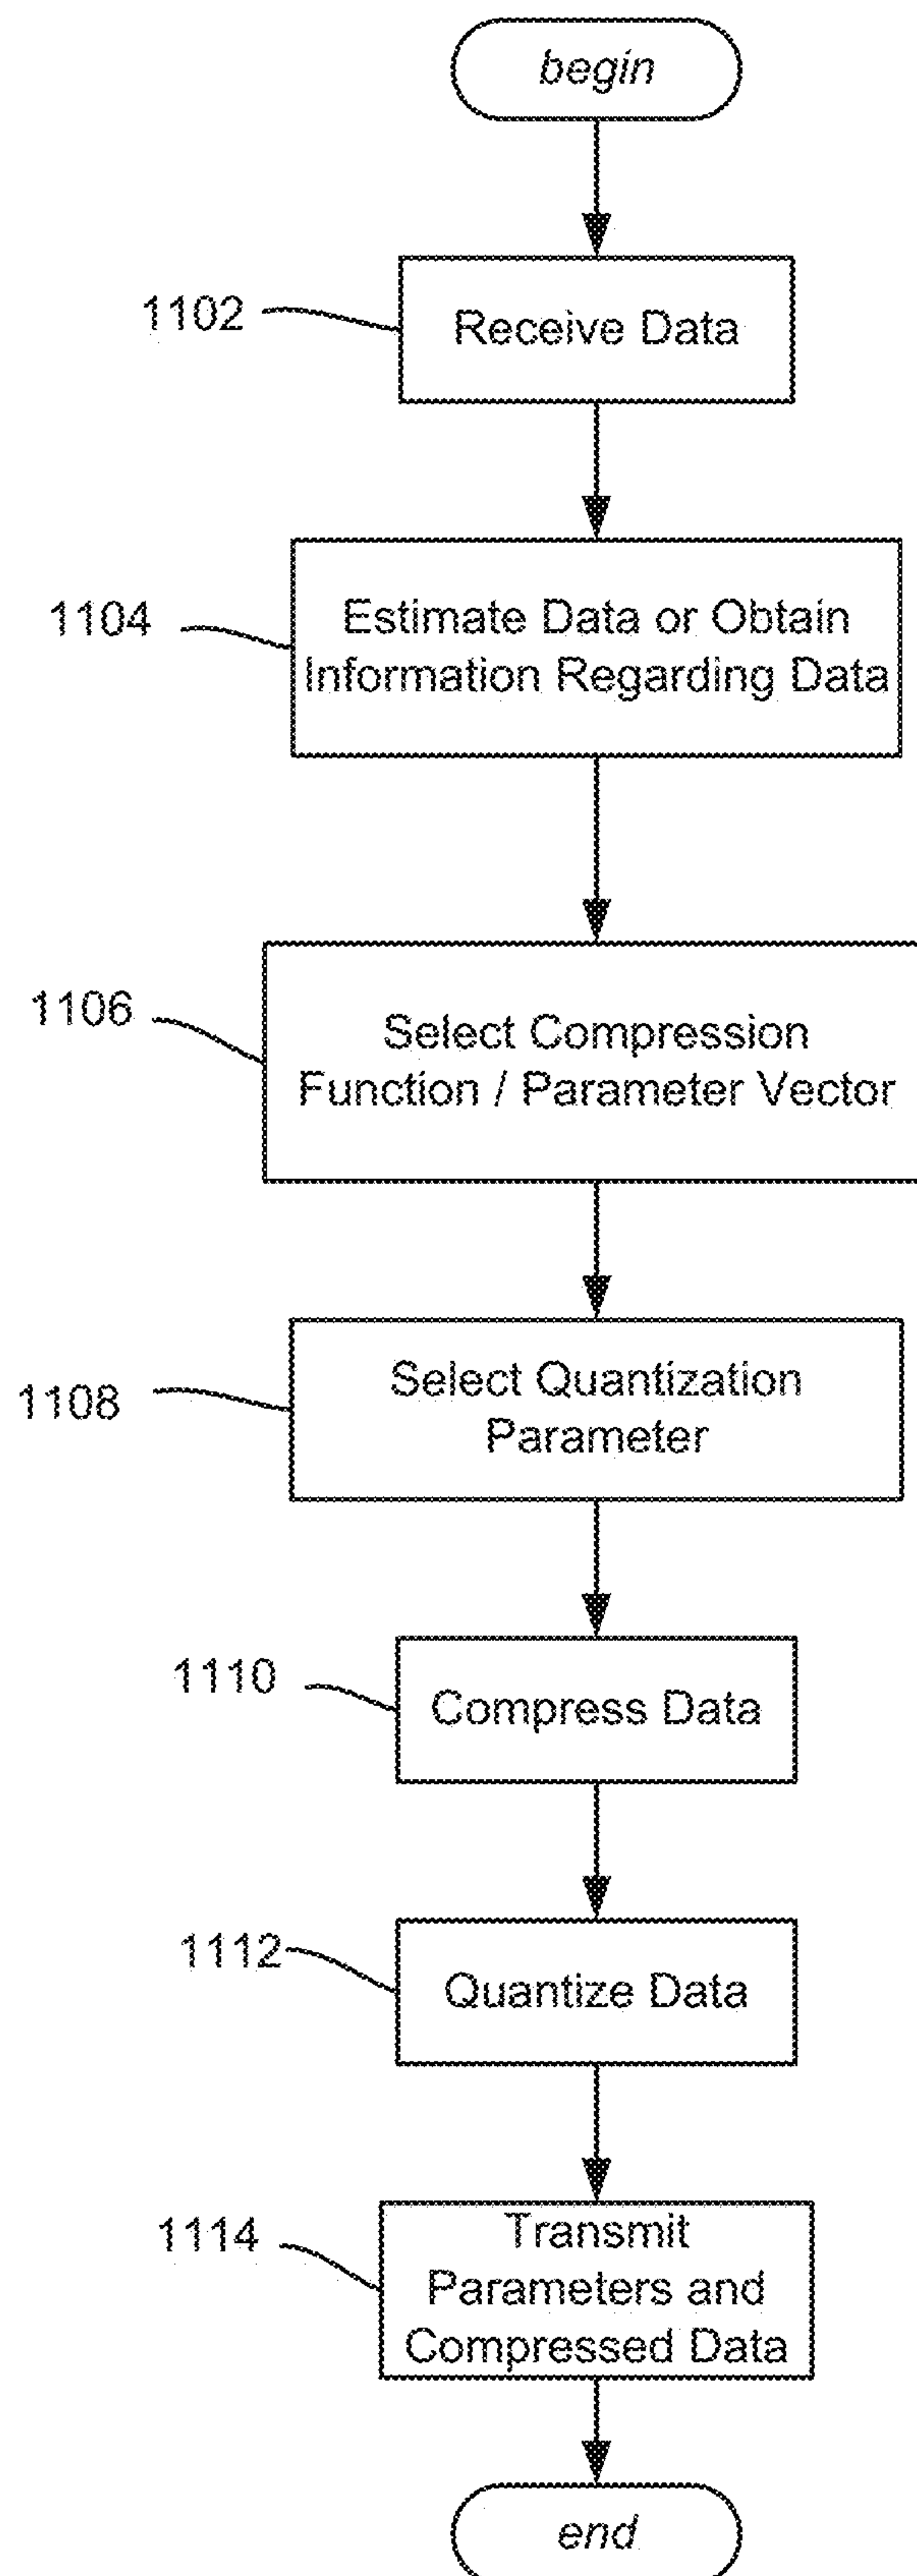 begin
1102
Receive Data
1104
Estimate Data or Obtain
Information Regarding Data
1106
Select Compression
Function / Parameter Vector
1108
Select Quantization
Parameter
1110
Compress Data
1112
Quantize Data
1114
Transmit
Parameters and
Compressed Data
end